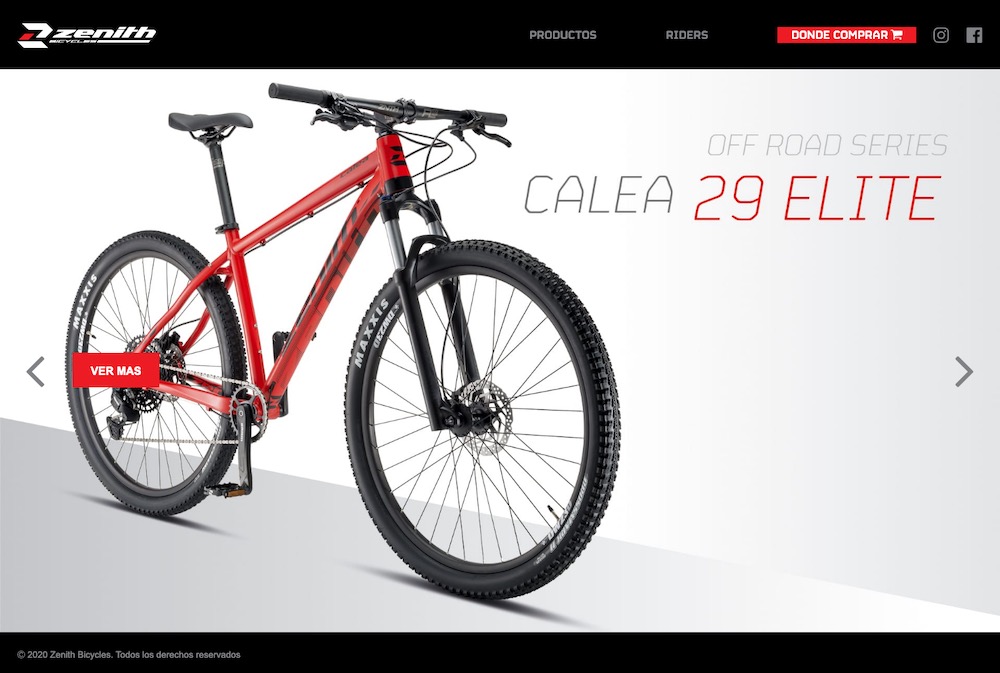 zenith
BICYCLES
PRODUCTOS
RIDERS
DONDE COMPRAR
OFF ROAD SERIES
CALEA 29 ELITE
MAXXIS
MAXXIS
VER MAS
© 2020 Zenith Bicycles. Todos los derechos reservados